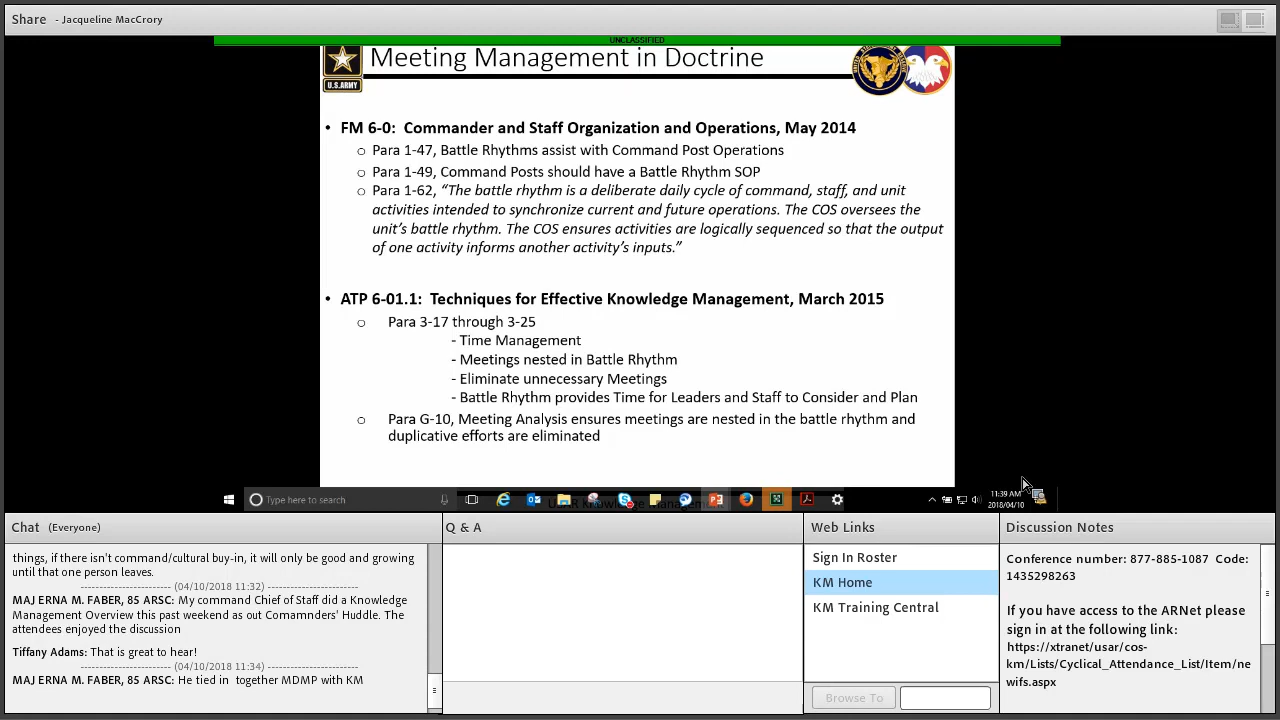 Share - Jacqueline MacCrory
UNCLASSIFIED
Meeting Management in Doctrine
U.S.ARMY
• FM 6-0: Commander and Staff Organization and Operations, May 2014
o Para 1-47, Battle Rhythms assist with Command Post Operations
o Para 1-49, Command Posts should have a Battle Rhythm SOP
o Para 1-62, “The battle rhythm is a deliberate daily cycle of command, staff, and unit
activities intended to synchronize current and future operations. The COS oversees the
unit’s battle rhythm. The COS ensures activities are logically sequenced so that the output
of one activity informs another activity’s inputs.”
• ATP 6-01.1: Techniques for Effective Knowledge Management, March 2015
o Para 3-17 through 3-25
- Time Management
- Meetings nested in Battle Rhythm
- Eliminate unnecessary Meetings
- Battle Rhythm provides Time for Leaders and Staff to Consider and Plan
o Para G-10, Meeting Analysis ensures meetings are nested in the battle rhythm and
duplicative efforts are eliminated
Type here to search
11:39 AM
2018/04/10
Chat (Everyone)
things, if there isn't command/cultural buy-in, it will only be good and growing
until that one person leaves.
------------------ (04/10/2018 11:32) ------------------
MAJ ERNA M. FABER, 85 ARSC: My command Chief of Staff did a Knowledge
Management Overview this past weekend as out Comamnders' Huddle. The
attendees enjoyed the discussion
Tiffany Adams: That is great to hear!
------------------ (04/10/2018 11:34) ------------------
MAJ ERNA M. FABER, 85 ARSC: He tied in together MDMP with KM
Q & A
Web Links
Sign In Roster
KM Home
KM Training Central
Browse To
Discussion Notes
Conference number: 877-885-1087 Code:
1435298263
If you have access to the ARNet please
sign in at the following link:
https://xtranet/usar/cos-
km/Lists/Cyclical_Attendance_List/Item/ne
wifs.aspx